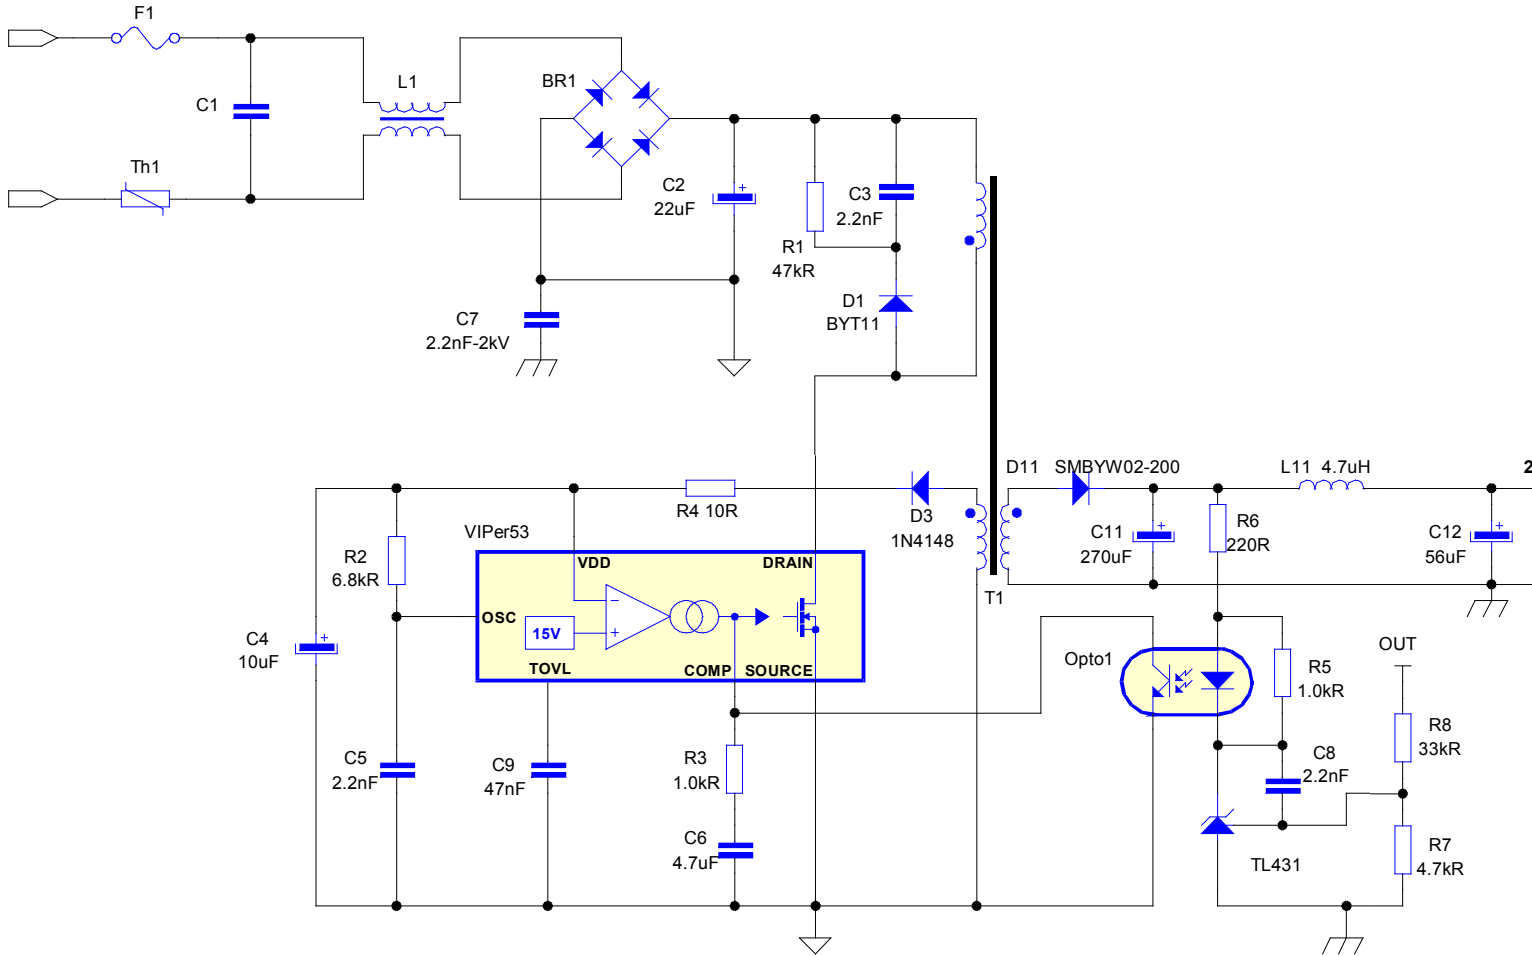 F1
C1
L1
BR1
Th1
C2
22uF
C3
2.2nF
R1
47kR
D1
BYT11
C7
2.2nF-2kV
D11 SMBYW02-200
L11 4.7uH
2
R4 10R
D3
1N4148
VIPer53
R2
6.8kR
VDD
DRAIN
OSC
15V
TOVL
COMP
SOURCE
C4
10uF
T1
C11
270uF
R6
220R
C12
56uF
Opto1
OUT
R5
1.0kR
R8
33kR
C5
2.2nF
C9
47nF
R3
1.0kR
C8
2.2nF
C6
4.7uF
TL431
R7
4.7kR